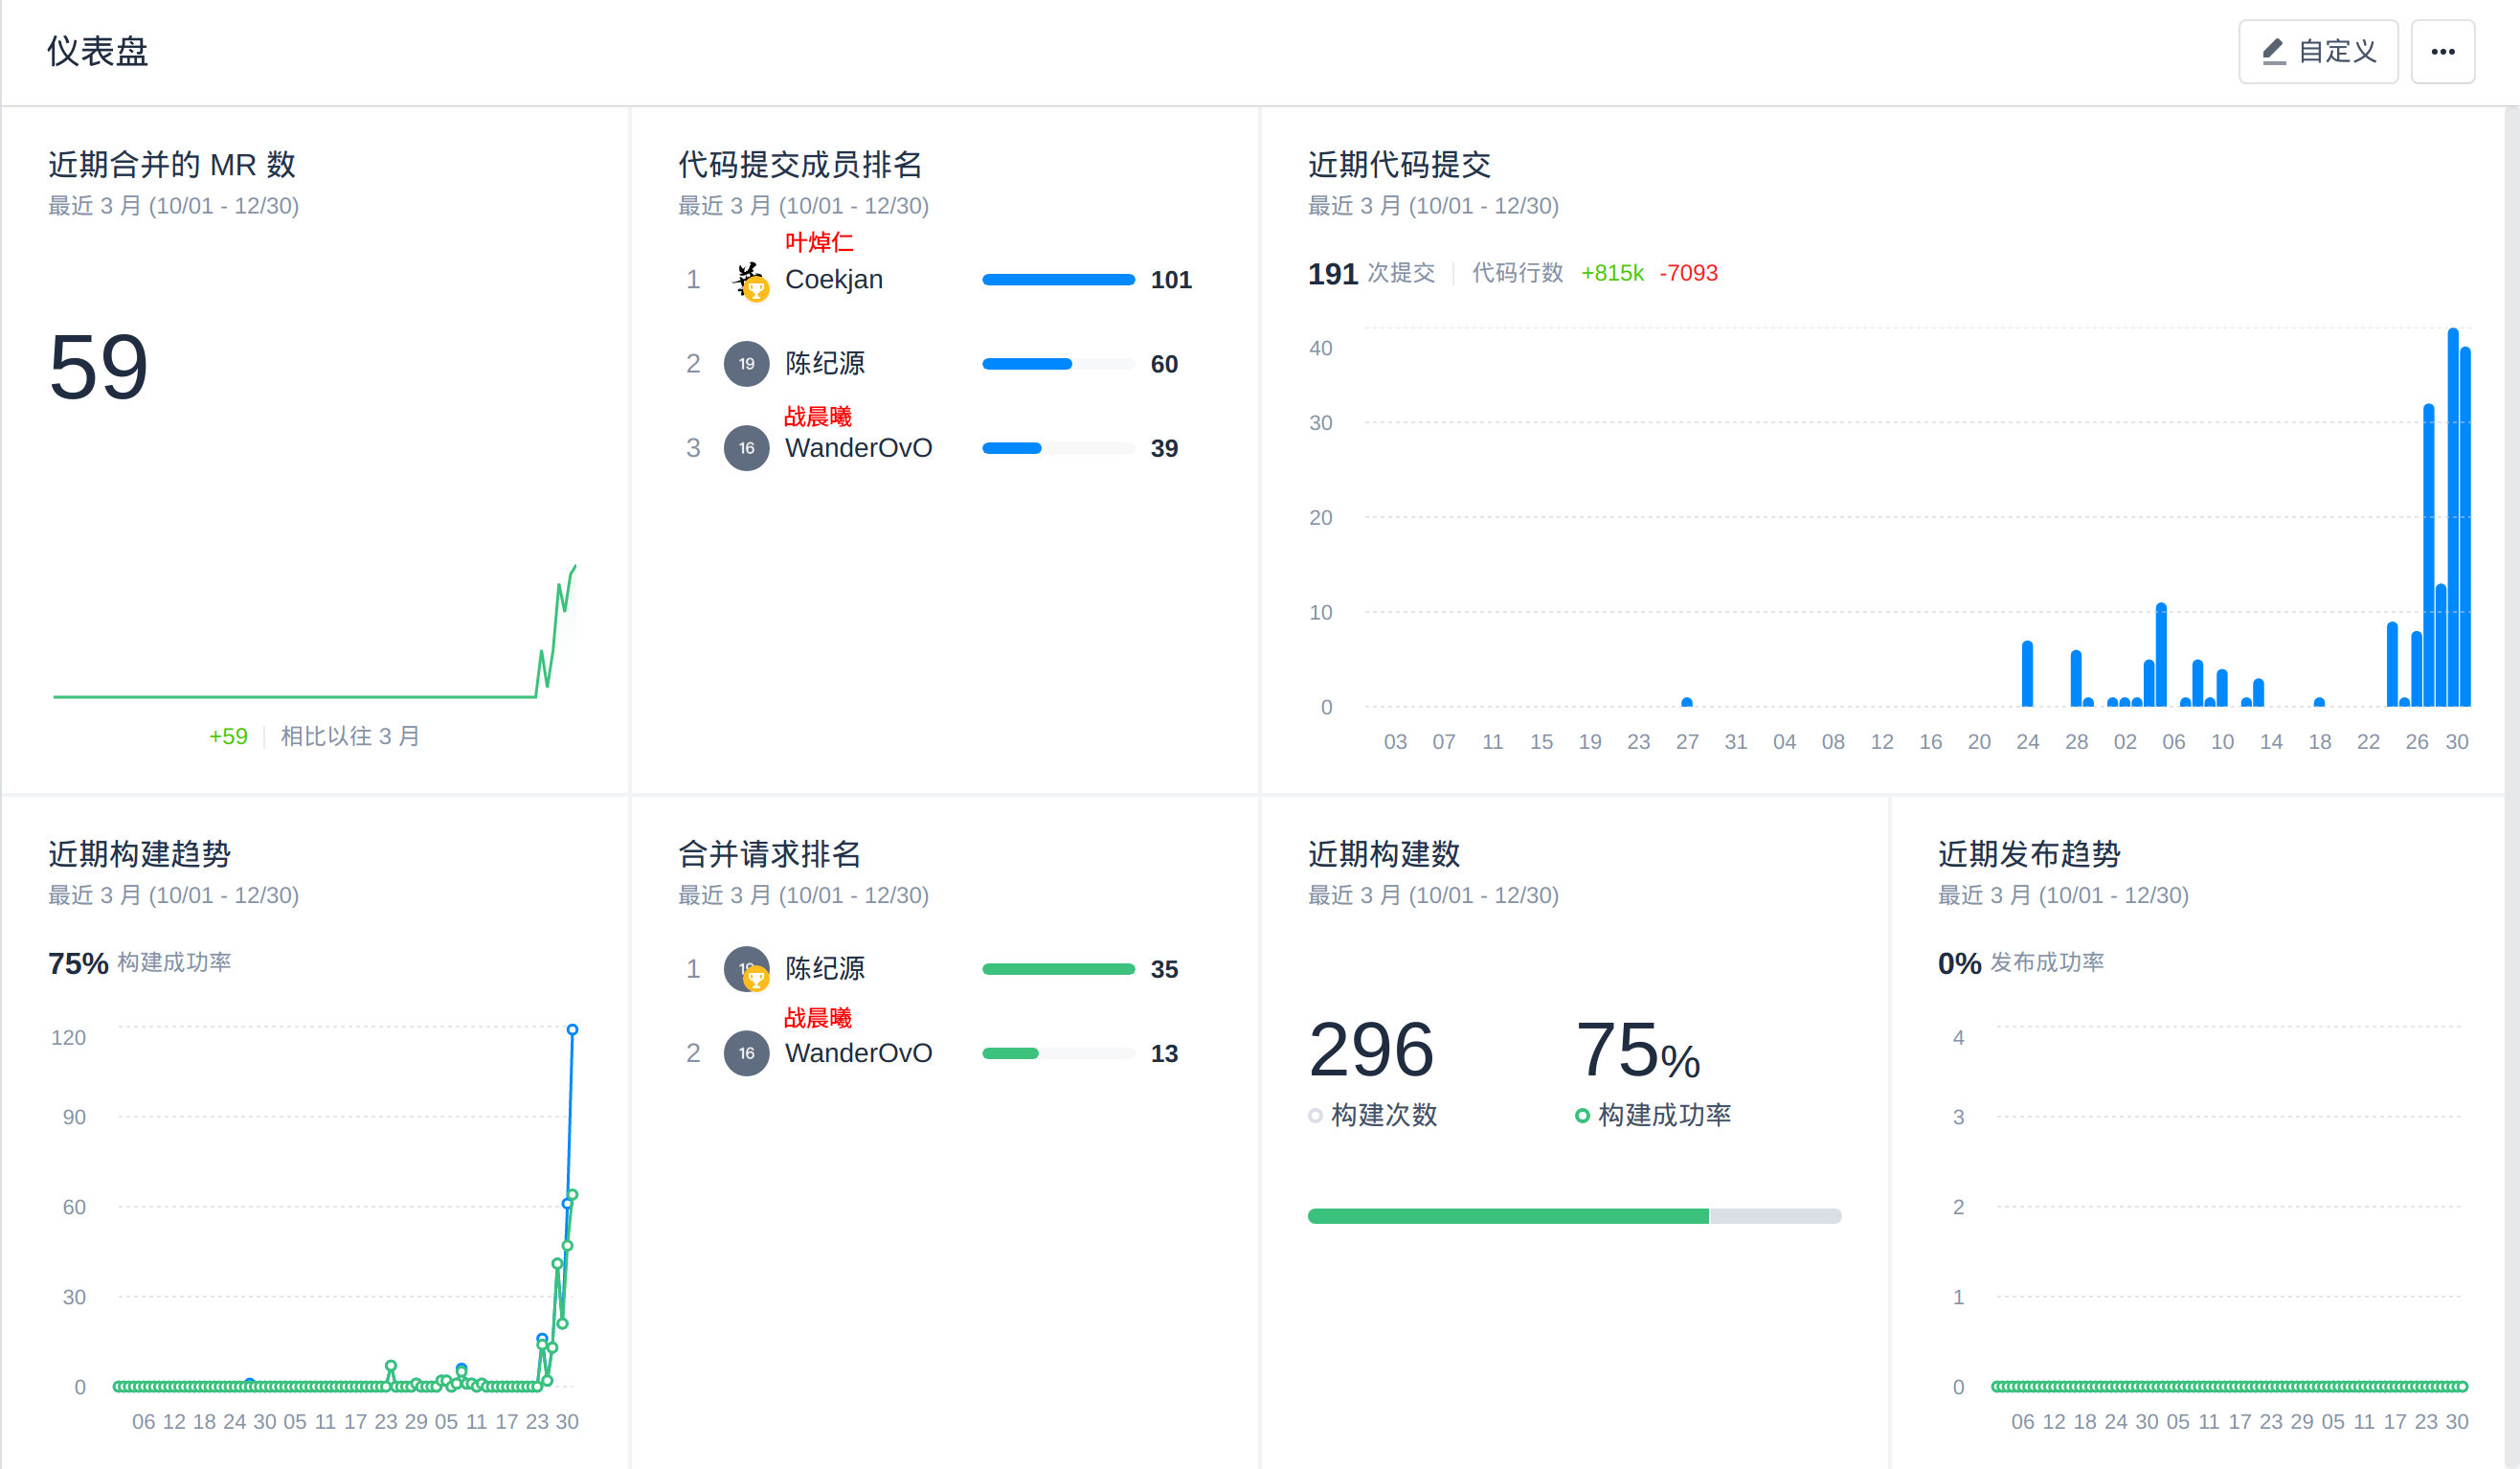 仪表盘
自定义
近期合并的 MR 数
最近 3 月 (10/01 - 12/30)
59
+59 相比以往 3 月
代码提交成员排名
最近 3 月 (10/01 - 12/30)
叶焯仁
1 Coekjan 101
2 19 陈纪源 60
战晨曦
3 16 WanderOvO 39
近期代码提交
最近 3 月 (10/01 - 12/30)
191 次提交 代码行数 +815k -7093
40
30
20
10
0
03 07 11 15 19 23 27 31 04 08 12 16 20 24 28 02 06 10 14 18 22 26 30
近期构建趋势
最近 3 月 (10/01 - 12/30)
75% 构建成功率
120
90
60
30
0
06 12 18 24 30 05 11 17 23 29 05 11 17 23 30
合并请求排名
最近 3 月 (10/01 - 12/30)
1 19 陈纪源 35
战晨曦
2 16 WanderOvO 13
近期构建数
最近 3 月 (10/01 - 12/30)
296 75%
构建次数 构建成功率
近期发布趋势
最近 3 月 (10/01 - 12/30)
0% 发布成功率
4
3
2
1
0
06 12 18 24 30 05 11 17 23 29 05 11 17 23 30